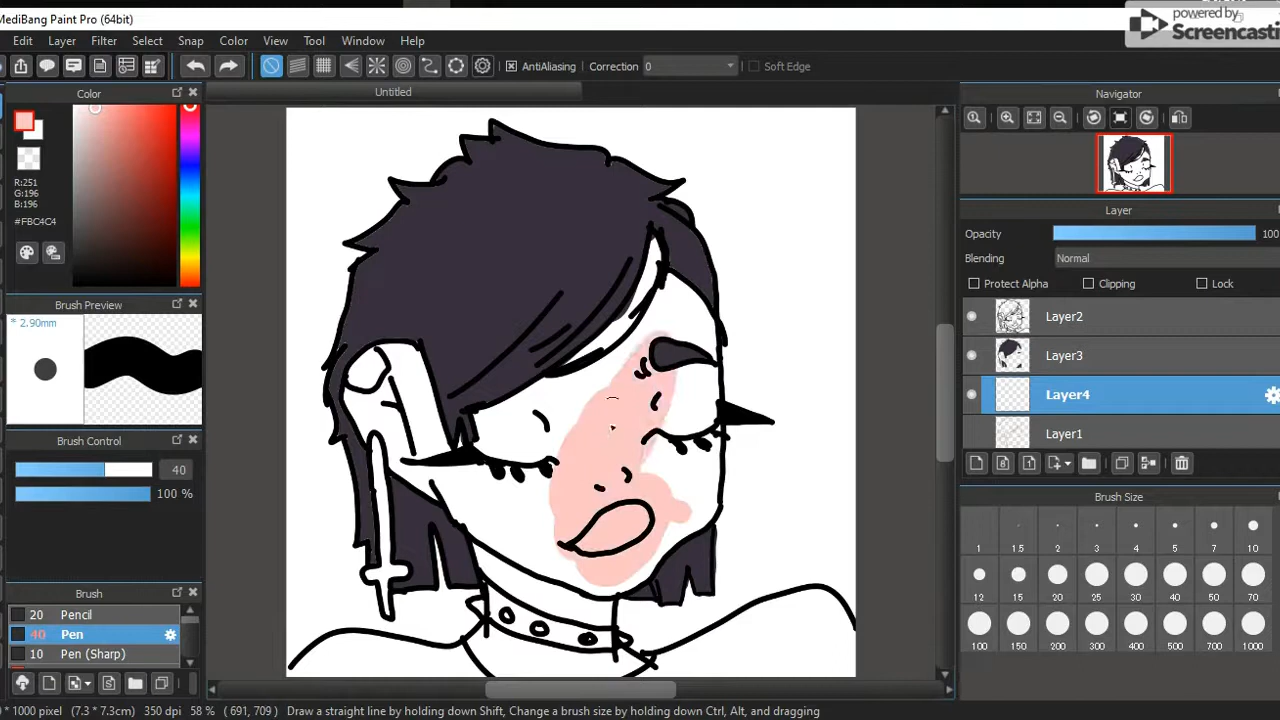 MediBang Paint Pro (64bit)
powered by
Screencasti
Edit Layer Filter Select Snap Color View Tool Window Help
AntiAliasing Correction 0 Soft Edge
Color
Untitled
Navigator
R:251
G:196
B:196
#FBC4C4
Layer
Opacity 100
Blending Normal
Protect Alpha Clipping Lock
Brush Preview
* 2.90mm
Layer2
Layer3
Layer4
Layer1
Brush Control
40
100 %
Brush Size
1 1.5 2 3 4 5 7 10
12 15 20 25 30 40 50 70
100 150 200 300 400 500 700 1000
Brush
20 Pencil
40 Pen
10 Pen (Sharp)
* 1000 pixel (7.3 * 7.3cm) 350 dpi 58 % ( 691, 709 ) Draw a straight line by holding down Shift, Change a brush size by holding down Ctrl, Alt, and dragging